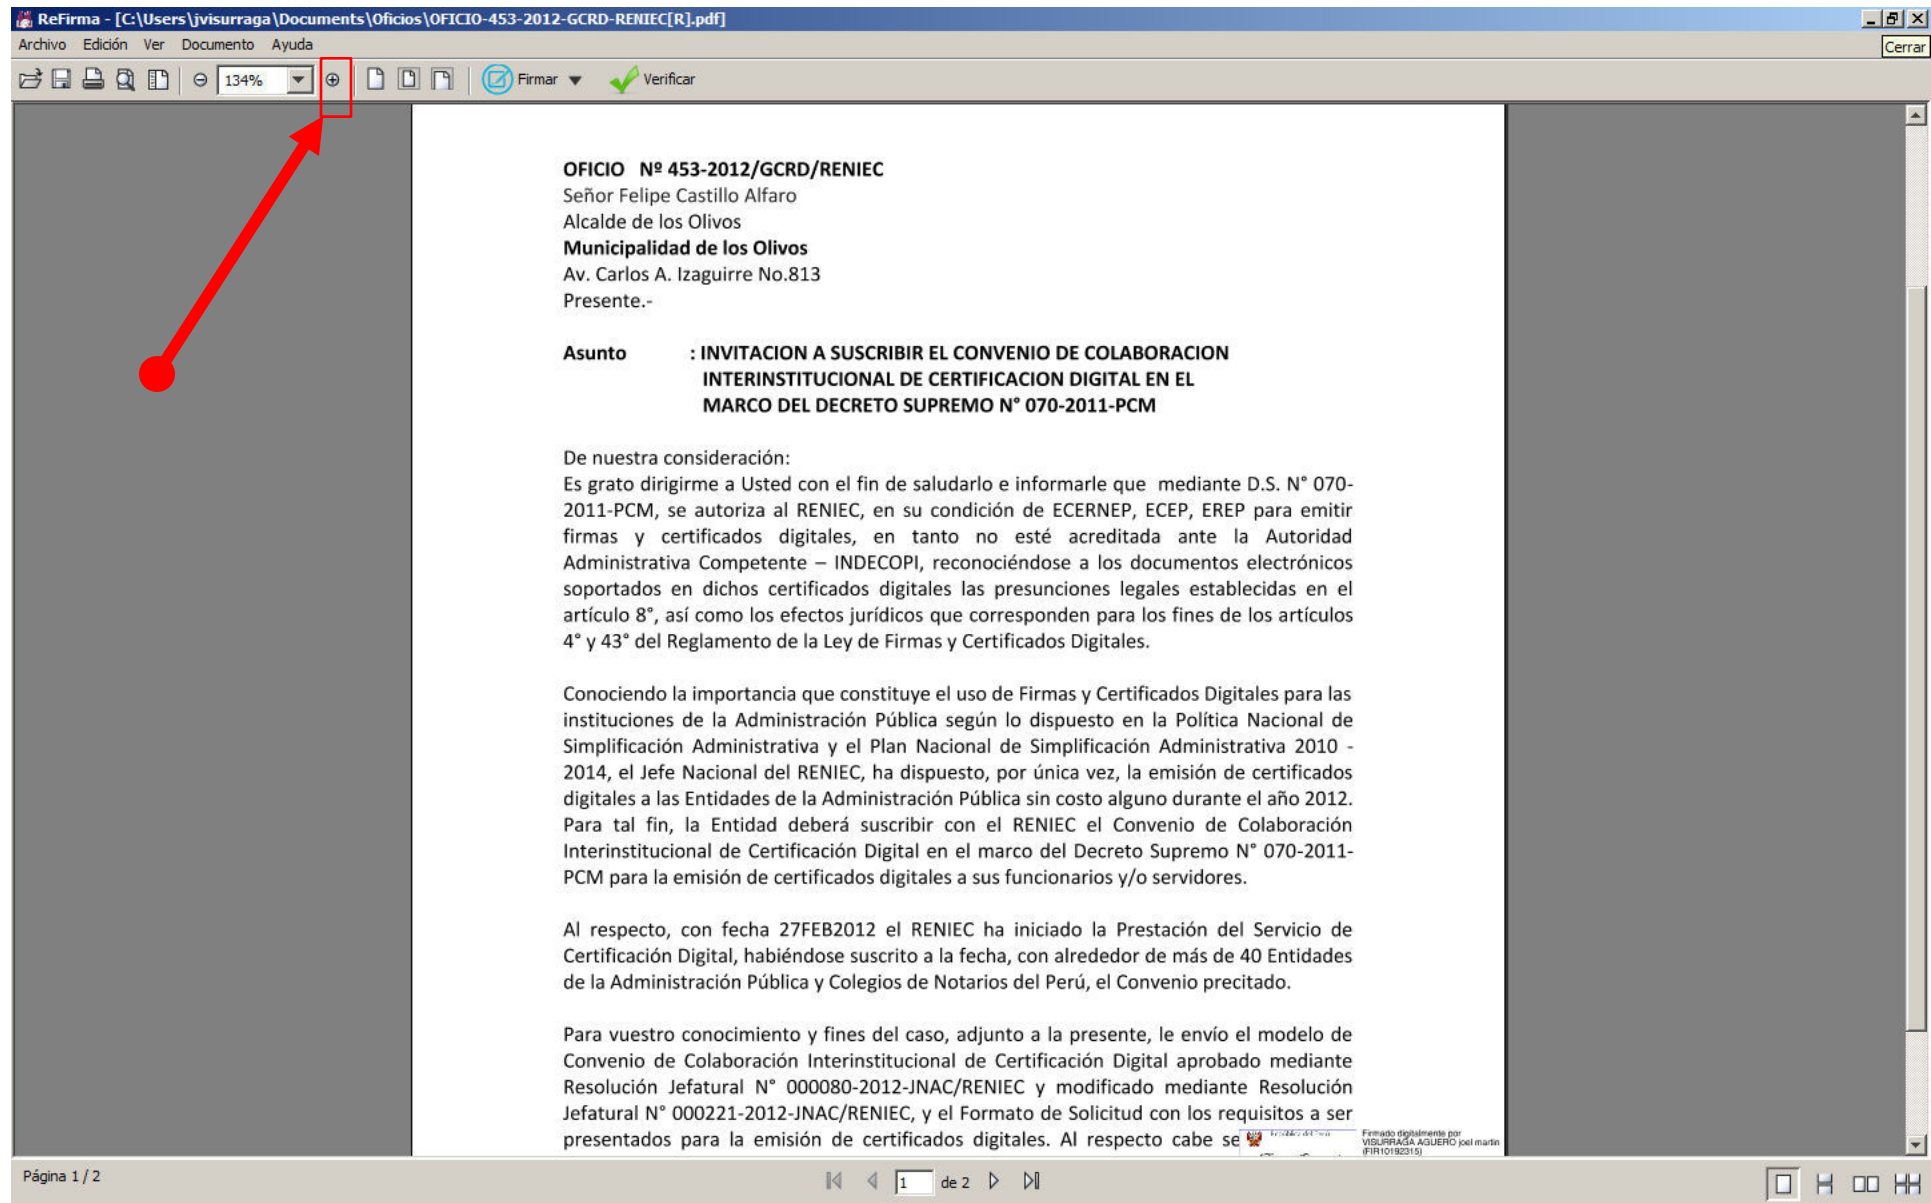 ReFirma - [C:\Users\jvisurraga\Documents\Oficios\OFICIO-453-2012-GCRD-RENIEC[R].pdf]
Archivo Edición Ver Documento Ayuda
Cerrar
134% Firmar Verificar
OFICIO Nº 453-2012/GCRD/RENIEC
Señor Felipe Castillo Alfaro
Alcalde de los Olivos
Municipalidad de los Olivos
Av. Carlos A. Izaguirre No.813
Presente.-
Asunto : INVITACION A SUSCRIBIR EL CONVENIO DE COLABORACION
INTERINSTITUCIONAL DE CERTIFICACION DIGITAL EN EL
MARCO DEL DECRETO SUPREMO N° 070-2011-PCM
De nuestra consideración:
Es grato dirigirme a Usted con el fin de saludarlo e informarle que mediante D.S. N° 070-
2011-PCM, se autoriza al RENIEC, en su condición de ECERNEP, ECEP, EREP para emitir
firmas y certificados digitales, en tanto no esté acreditada ante la Autoridad
Administrativa Competente – INDECOPI, reconociéndose a los documentos electrónicos
soportados en dichos certificados digitales las presunciones legales establecidas en el
artículo 8°, así como los efectos jurídicos que corresponden para los fines de los artículos
4° y 43° del Reglamento de la Ley de Firmas y Certificados Digitales.
Conociendo la importancia que constituye el uso de Firmas y Certificados Digitales para las
instituciones de la Administración Pública según lo dispuesto en la Política Nacional de
Simplificación Administrativa y el Plan Nacional de Simplificación Administrativa 2010 -
2014, el Jefe Nacional del RENIEC, ha dispuesto, por única vez, la emisión de certificados
digitales a las Entidades de la Administración Pública sin costo alguno durante el año 2012.
Para tal fin, la Entidad deberá suscribir con el RENIEC el Convenio de Colaboración
Interinstitucional de Certificación Digital en el marco del Decreto Supremo N° 070-2011-
PCM para la emisión de certificados digitales a sus funcionarios y/o servidores.
Al respecto, con fecha 27FEB2012 el RENIEC ha iniciado la Prestación del Servicio de
Certificación Digital, habiéndose suscrito a la fecha, con alrededor de más de 40 Entidades
de la Administración Pública y Colegios de Notarios del Perú, el Convenio precitado.
Para vuestro conocimiento y fines del caso, adjunto a la presente, le envío el modelo de
Convenio de Colaboración Interinstitucional de Certificación Digital aprobado mediante
Resolución Jefatural N° 000080-2012-JNAC/RENIEC y modificado mediante Resolución
Jefatural N° 000221-2012-JNAC/RENIEC, y el Formato de Solicitud con los requisitos a ser
presentados para la emisión de certificados digitales. Al respecto cabe se
Firmado digitalmente por
VISURRAGA AGUERO joel martin
(FIR10192315)
Página 1 / 2
1 de 2